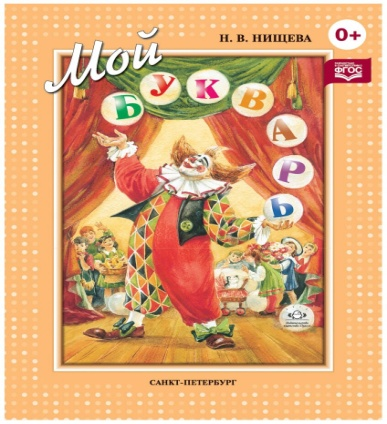 Н. В. НИЩЕВА
0+
ФГОС
Мой
БУКВАРЬ
САНКТ-ПЕТЕРБУРГ